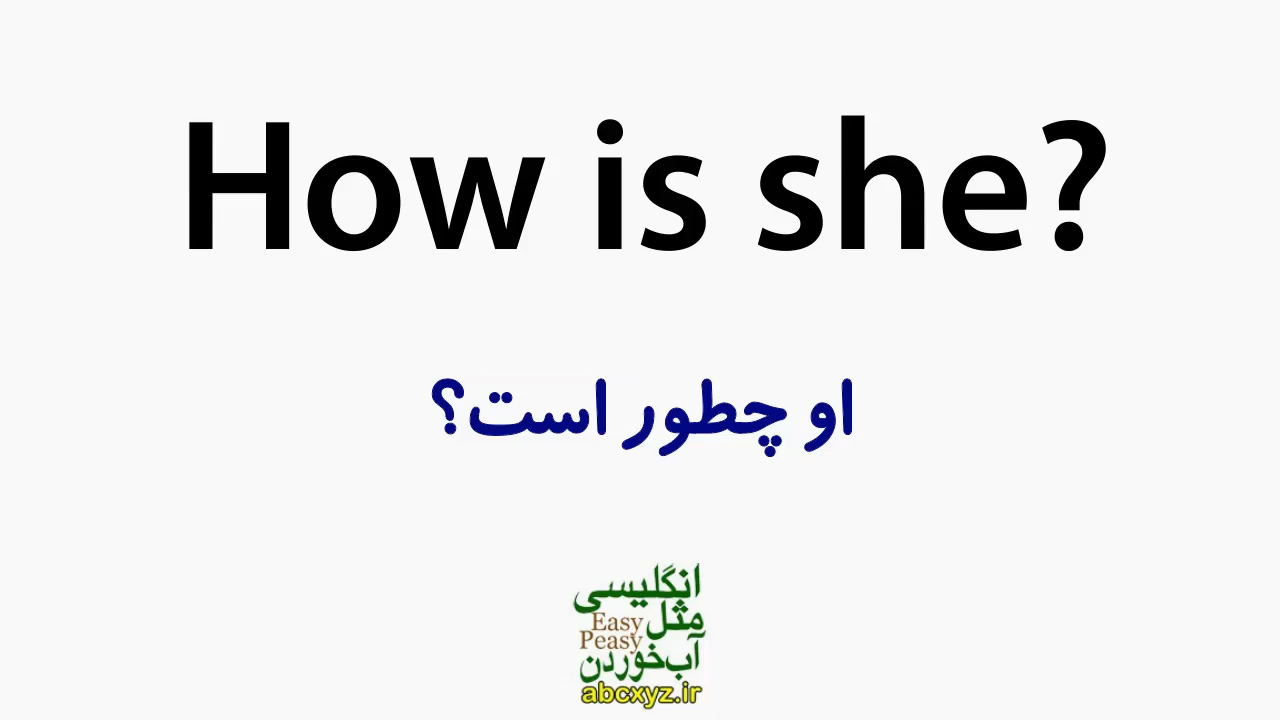 How is she?
او چطور است؟
انگلیسی
مثل Easy
Peasy
آب‌خوردن
abcxyz.ir